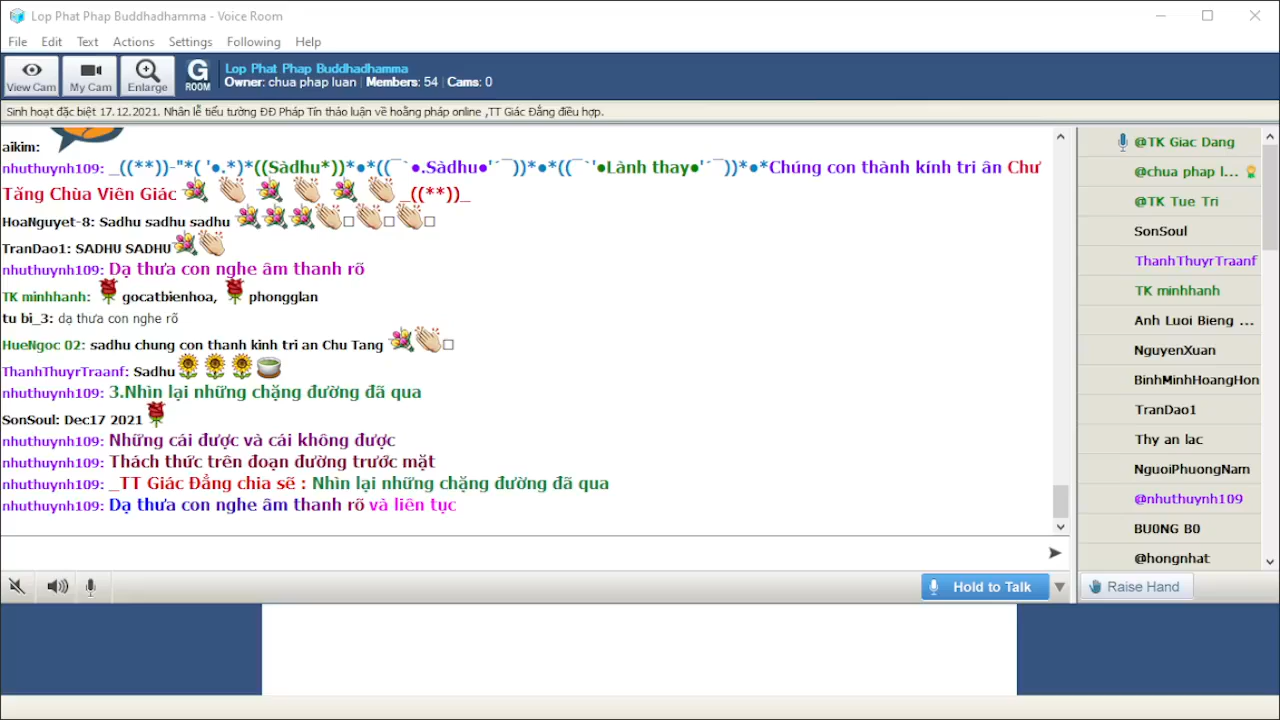 Lop Phat Phap Buddhadhamma - Voice Room
File Edit Text Actions Settings Following Help
View Cam My Cam Enlarge G ROOM
Lop Phat Phap Buddhadhamma
Owner: chua phap luan | Members: 54 | Cams: 0
Sinh hoạt đặc biệt 17.12.2021. Nhân lễ tiểu tường ĐĐ Pháp Tín thảo luận về hoằng pháp online ,TT Giác Đẳng điều hợp.
aikim:
nhuthuynh109: _((**))-"*( '●.*)*((Sàdhu*))*●*((¯`●.Sàdhu●'´¯))*●*((¯`'●Lành thay●'´¯))*●*Chúng con thành kính tri ân Chư
Tăng Chùa Viên Giác _((**))_
HoaNguyet-8: Sadhu sadhu sadhu
TranDao1: SADHU SADHU
nhuthuynh109: Dạ thưa con nghe âm thanh rõ
TK minhhanh: gocatbienhoa, phongglan
tu bi_3: dạ thưa con nghe rõ
HueNgoc 02: sadhu chung con thanh kinh tri an Chu Tang
ThanhThuyrTraanf: Sadhu
nhuthuynh109: 3.Nhìn lại những chặng đường đã qua
SonSoul: Dec17 2021
nhuthuynh109: Những cái được và cái không được
nhuthuynh109: Thách thức trên đoạn đường trước mặt
nhuthuynh109: _TT Giác Đẳng chia sẽ : Nhìn lại những chặng đường đã qua
nhuthuynh109: Dạ thưa con nghe âm thanh rõ và liên tục
Hold to Talk
@TK Giac Dang
@chua phap l...
@TK Tue Tri
SonSoul
ThanhThuyrTraanf
TK minhhanh
Anh Luoi Bieng ...
NguyenXuan
BinhMinhHoangHon
TranDao1
Thy an lac
NguoiPhuongNam
@nhuthuynh109
BU0NG B0
@hongnhat
Raise Hand